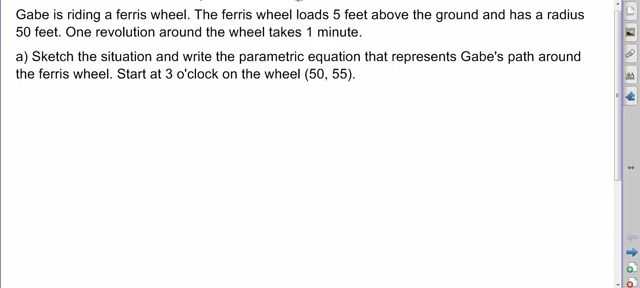 Gabe is riding a ferris wheel. The ferris wheel loads 5 feet above the ground and has a radius
50 feet. One revolution around the wheel takes 1 minute.
a) Sketch the situation and write the parametric equation that represents Gabe's path around
the ferris wheel. Start at 3 o'clock on the wheel (50, 55).